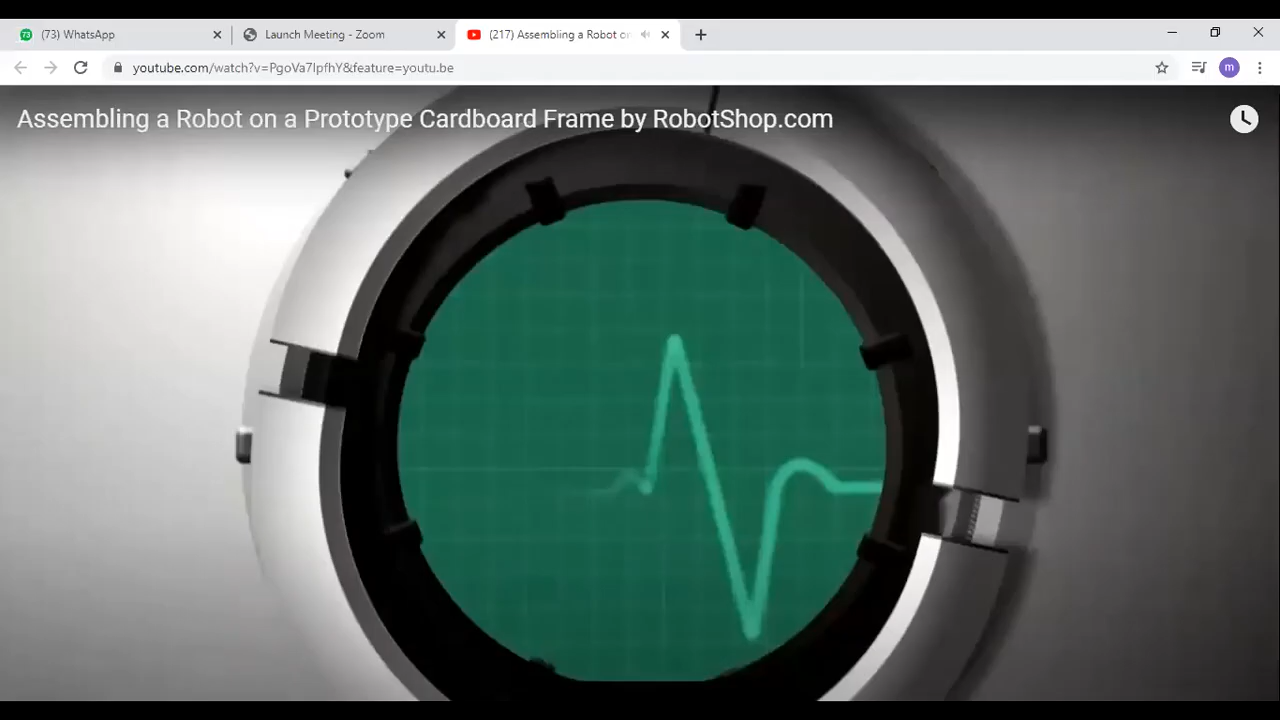 (73) WhatsApp
Launch Meeting - Zoom
(217) Assembling a Robot o
youtube.com/watch?v=PgoVa7IpfhY&feature=youtu.be
m
Assembling a Robot on a Prototype Cardboard Frame by RobotShop.com